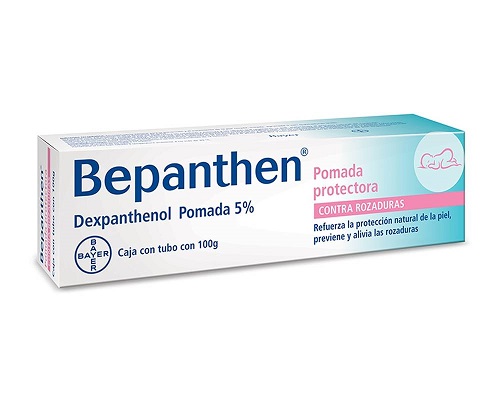 Bepanthen®
Dexpanthenol Pomada 5%
BAYER
BAYER
Caja con tubo con 100g
Pomada
protectora
CONTRA ROZADURAS
Refuerza la protección natural de la piel,
previene y alivia las rozaduras